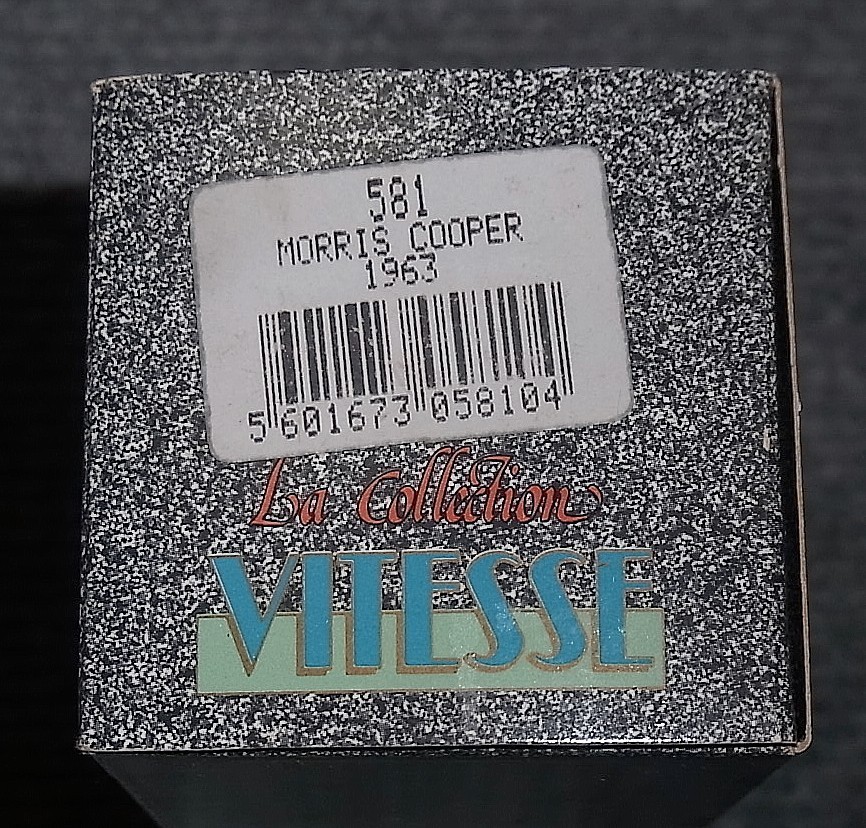 581
MORRIS COOPER
1963
5 601673 058104
La Collection
VITESSE